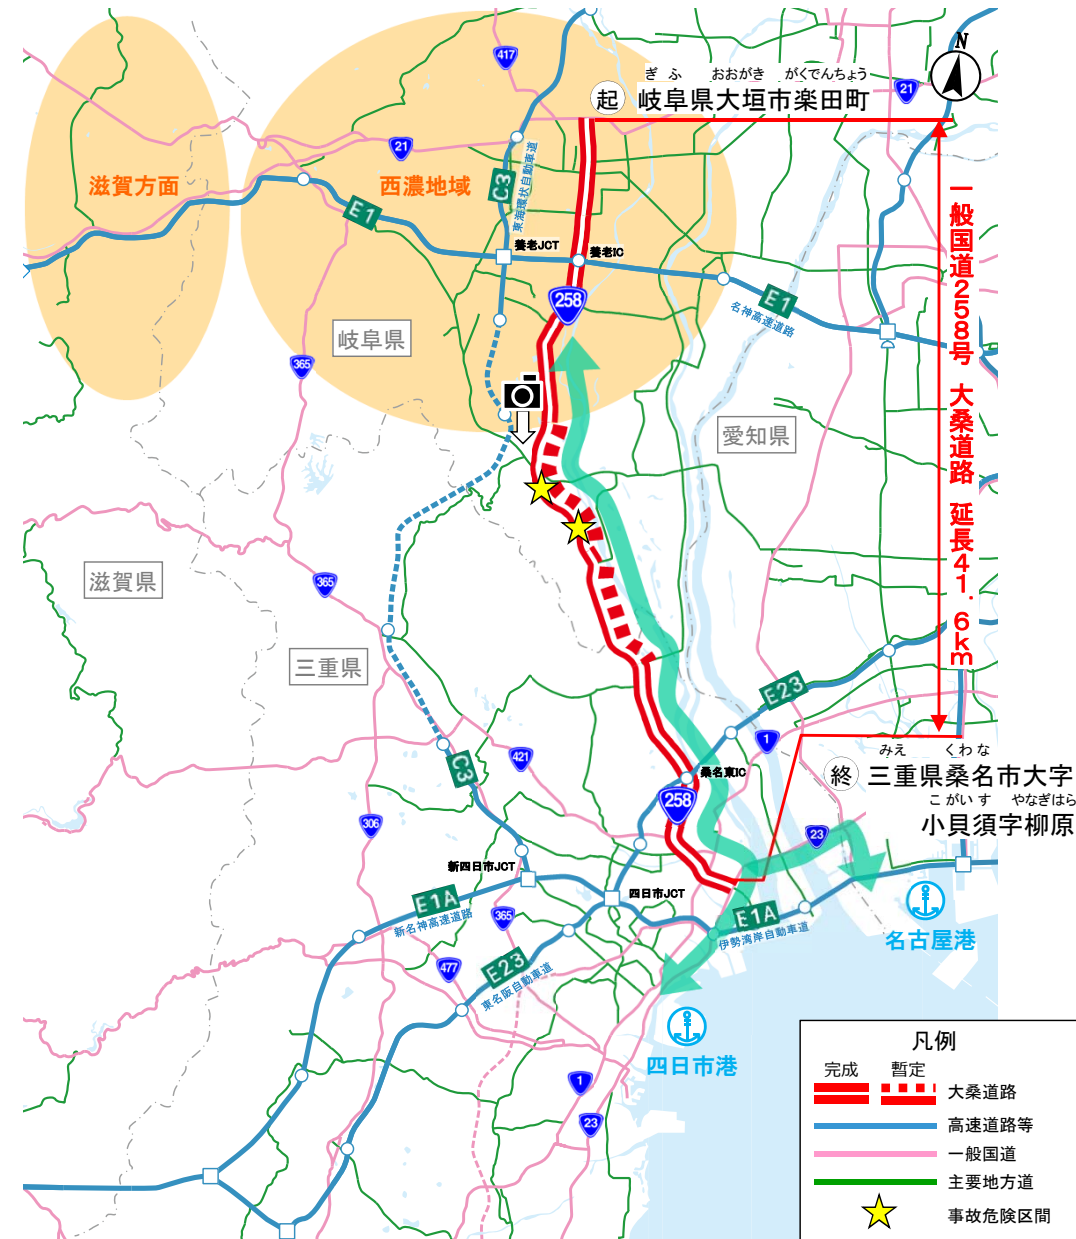 N
ぎふ おおがき がくでんちょう
起 岐阜県大垣市楽田町
417
21
21
滋賀方面
西濃地域
C3
東海環状自動車道
E1
養老JCT
養老IC
258
E1
名神高速道路
岐阜県
365
愛知県
一般国道258号 大桑道路 延長41.6km
滋賀県
365
三重県
E23
1
421
C3
桑名東IC
258
みえ くわな
終 三重県桑名市大字
こがいす やなぎはら
小貝須字柳原
306
23
新四日市JCT
四日市JCT
E1A
新名神高速道路
365
E1A
伊勢湾岸自動車道
名古屋港
477
E23
東名阪自動車道
四日市港
1
23
凡例
完成 暫定
大桑道路
高速道路等
一般国道
主要地方道
事故危険区間